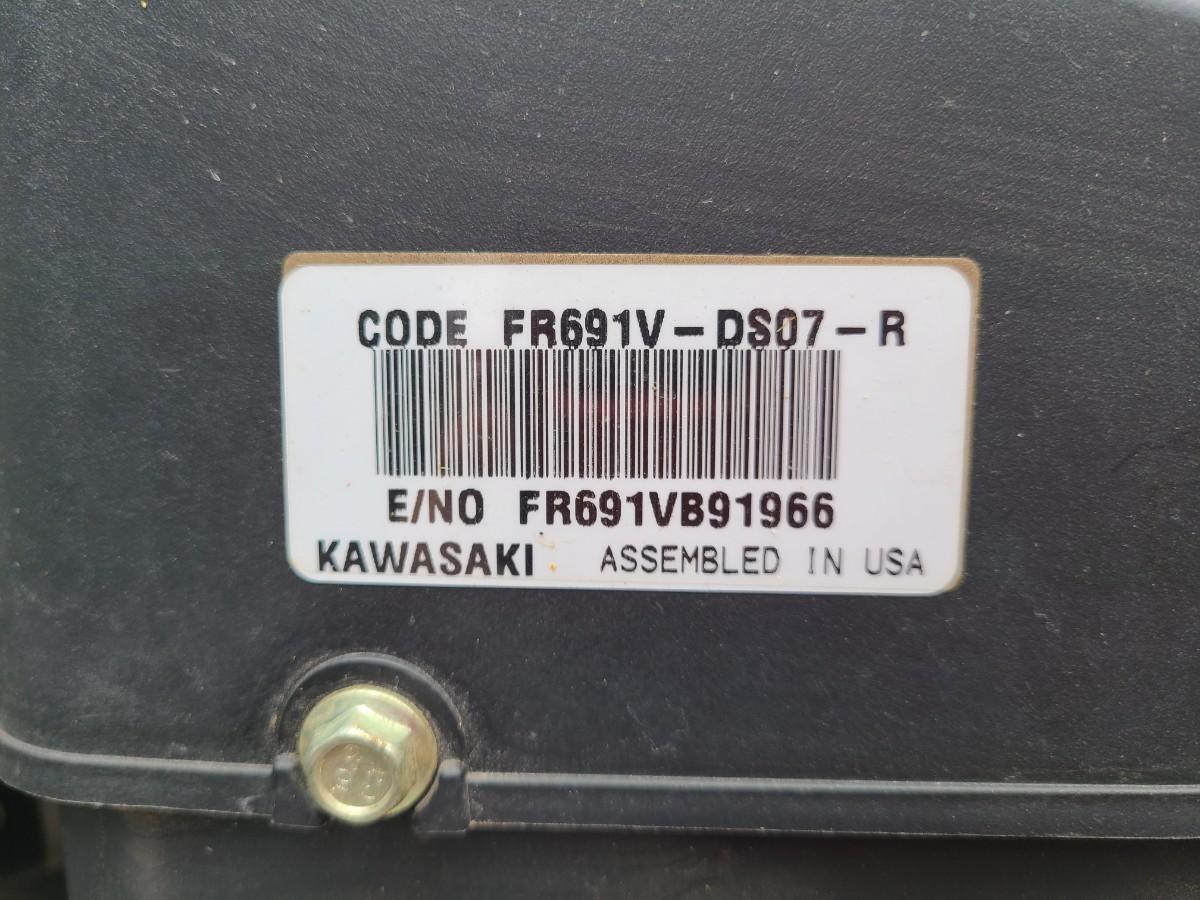 CODE FR691V-DS07-R
E/NO FR691VB91966
KAWASAKI ASSEMBLED IN USA